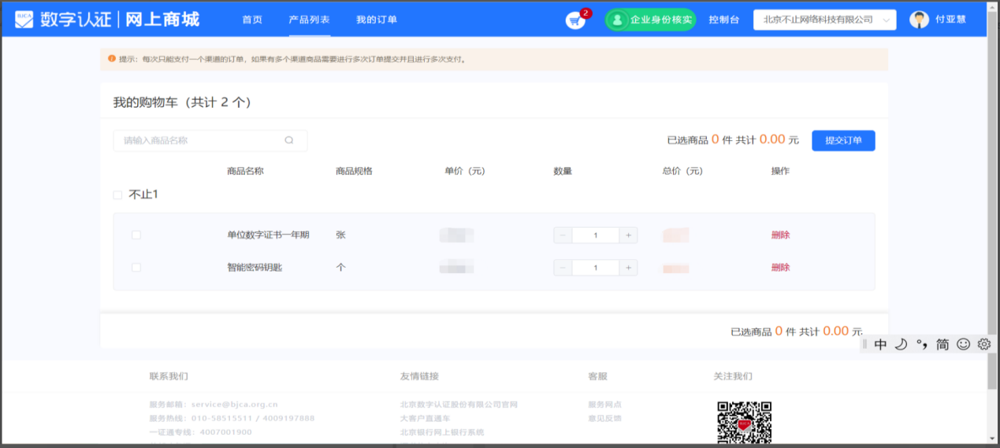 BJCA 数字认证 | 网上商城 首页 产品列表 我的订单 2 企业身份核实 控制台 北京不止网络科技有限公司 付亚慧
提示：每次只能支付一个渠道的订单，如果有多个渠道商品需要进行多次订单提交并且进行多次支付。
我的购物车（共计 2 个）
请输入商品名称 已选商品 0 件 共计 0.00 元 提交订单
商品名称 商品规格 单价（元） 数量 总价（元） 操作
不止1
单位数字证书一年期 张 － 1 ＋ 删除
智能密码钥匙 个 － 1 ＋ 删除
已选商品 0 件 共计 0.00 元
中 °, 简
联系我们 友情链接 客服 关注我们
服务邮箱：service@bjca.org.cn 北京数字认证股份有限公司官网 服务网点
服务热线：010-58515511 / 4009197888 大客户直通车 意见反馈
一证通专线：4007001900 北京银行网上银行系统
BJCA